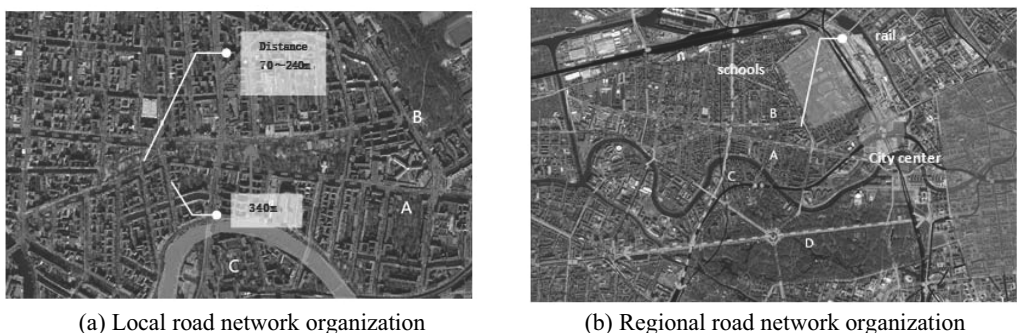 Distance
70~240m
B
A
340m
C
rail
schools
B
A
City center
C
D
(a) Local road network organization
(b) Regional road network organization